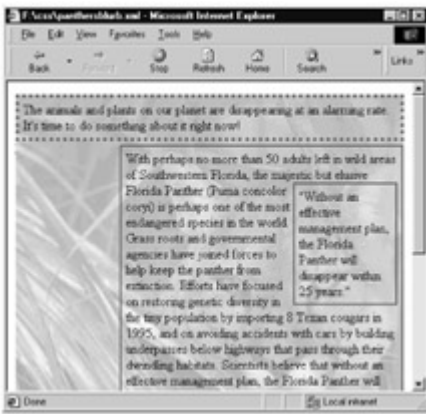 F:\css\panthersblurb.xml - Microsoft Internet Explorer
File Edit View Favorites Tools Help
Back Forward Stop Refresh Home Search Links
The animals and plants on our planet are disappearing at an alarming rate.
It's time to do something about it right now!
With perhaps no more than 50 adults left in wild areas
of Southwestern Florida, the majestic but elusive
Florida Panther (Puma concolor
coryi) is perhaps one of the most
endangered species in the world.
Grass roots and governmental
agencies have joined forces to
help keep the panther from
extinction. Efforts have focused
on restoring genetic diversity in
"Without an
effective
management plan,
the Florida
Panther will
disappear within
25 years."
the tiny population by importing 8 Texan cougars in
1995, and on avoiding accidents with cars by building
underpasses below highways that pass through their
dwindling habitats. Scientists believe that without an
effective management plan, the Florida Panther will
Done Local intranet